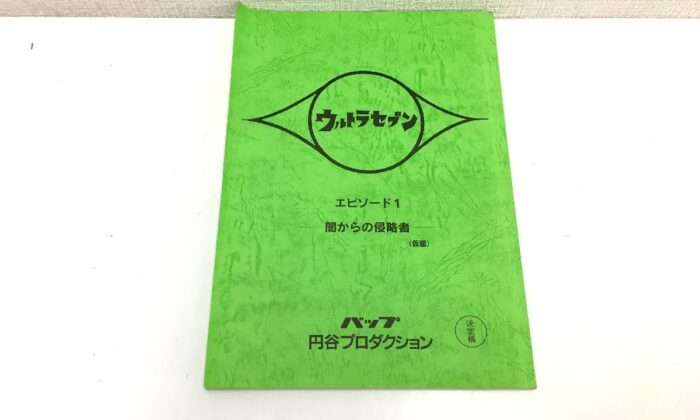 ウルトラセブン
エピソード1
闇からの侵略者
(仮題)
バップ
円谷プロダクション
決定稿